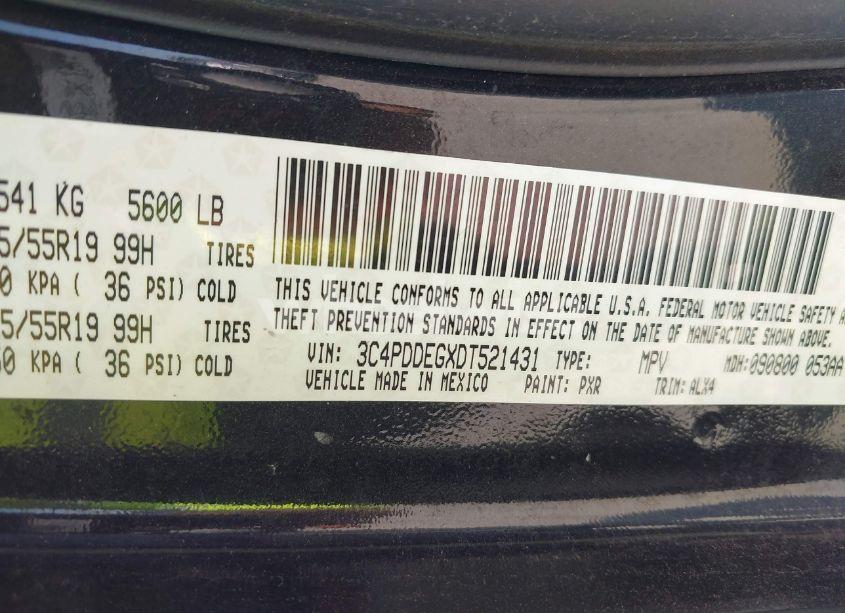 541 KG 5600 LB
5/55R19 99H TIRES
0 KPA ( 36 PSI) COLD
5/55R19 99H TIRES
50 KPA ( 36 PSI) COLD
THIS VEHICLE CONFORMS TO ALL APPLICABLE U.S.A. FEDERAL MOTOR VEHICLE SAFETY A
THEFT PREVENTION STANDARDS IN EFFECT ON THE DATE OF MANUFACTURE SHOWN ABOVE.
VIN: 3C4PDDEGXDT521431 TYPE: MPV MDH:090800 053AA
VEHICLE MADE IN MEXICO PAINT: PXR TRIM: ALX4